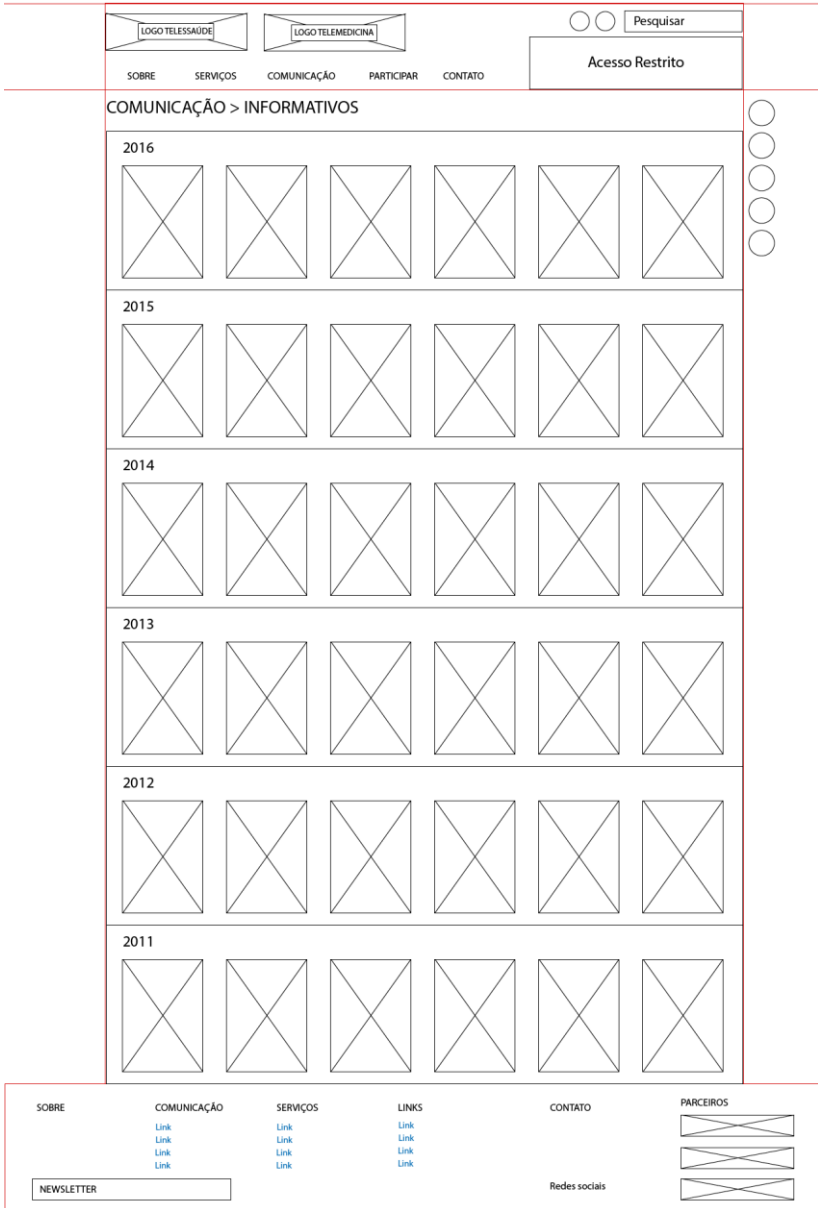 LOGO TELESSAÚDE
LOGO TELEMEDICINA
Pesquisar
Acesso Restrito
SOBRE SERVIÇOS COMUNICAÇÃO PARTICIPAR CONTATO
COMUNICAÇÃO > INFORMATIVOS
2016
2015
2014
2013
2012
2011
SOBRE
COMUNICAÇÃO
Link
Link
Link
Link
SERVIÇOS
Link
Link
Link
Link
LINKS
Link
Link
Link
Link
CONTATO
PARCEIROS
NEWSLETTER
Redes sociais